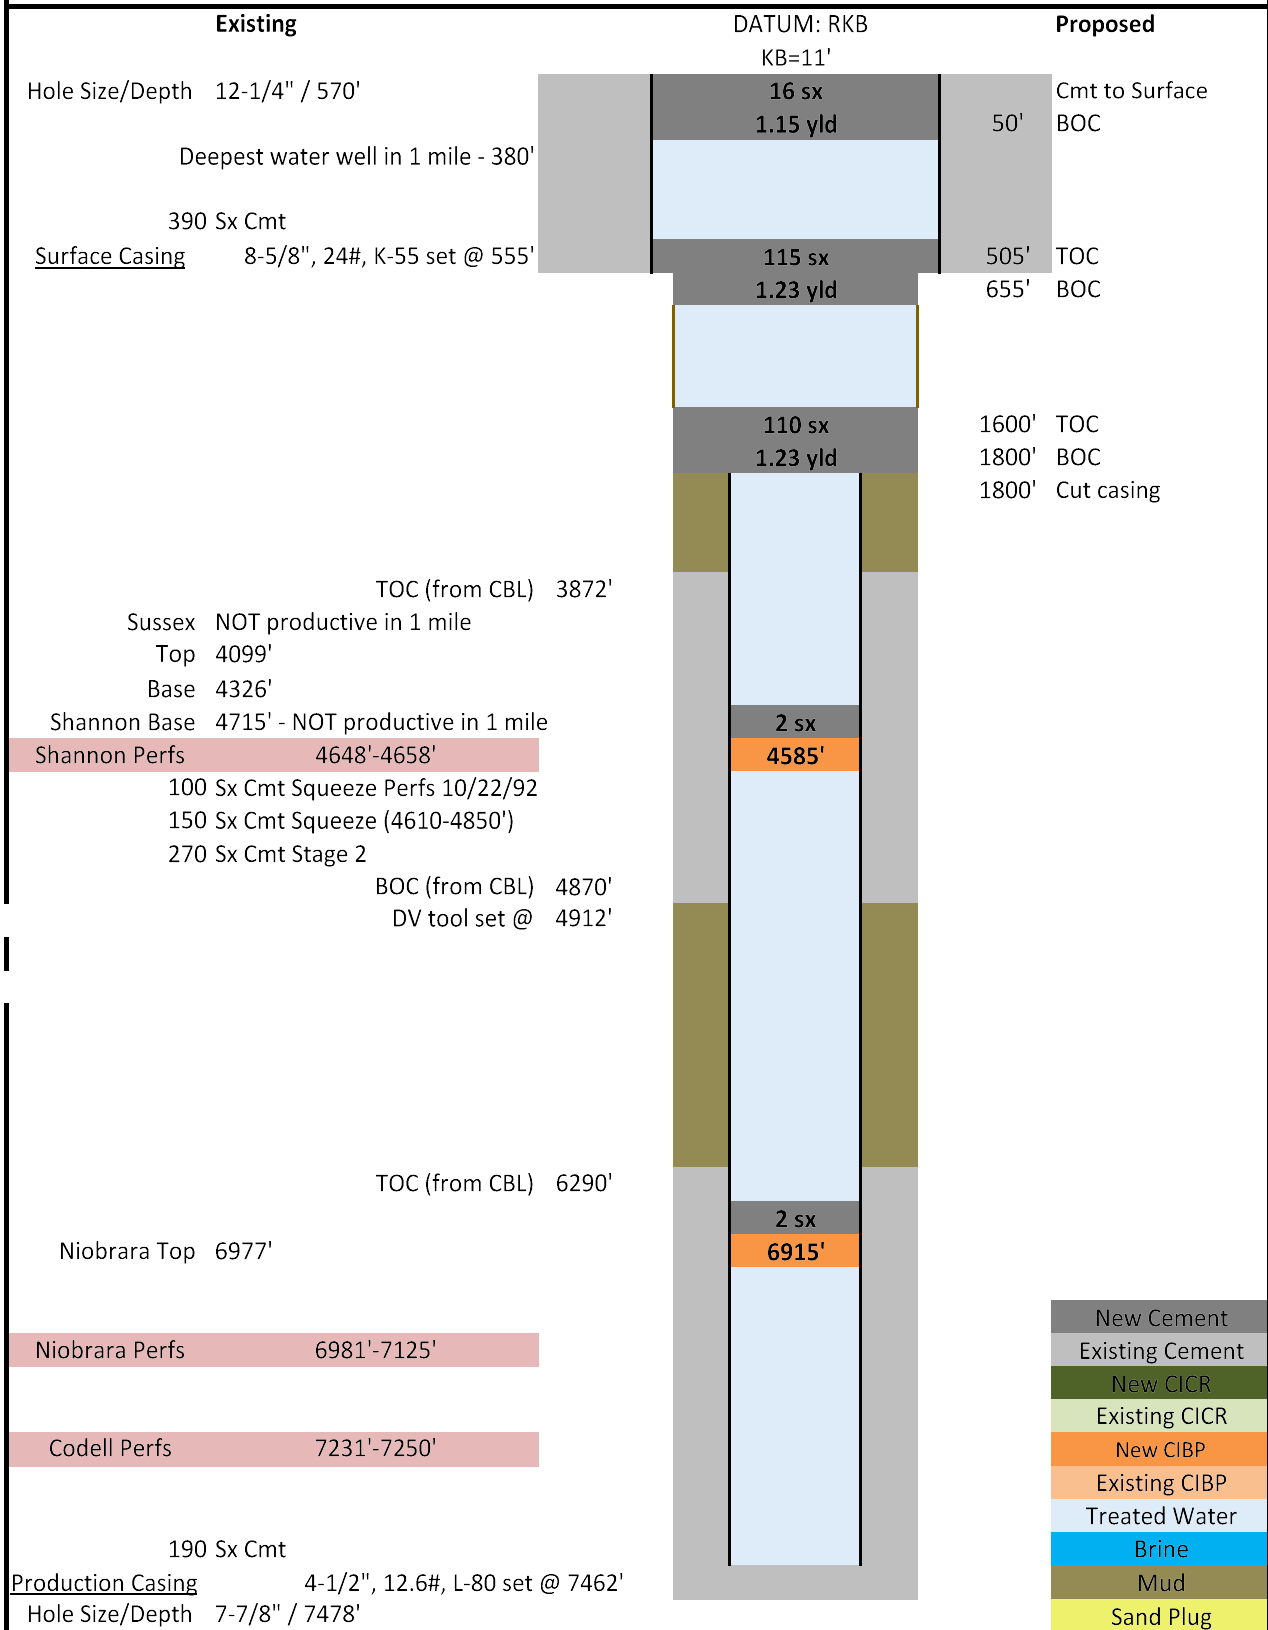 Existing DATUM: RKB Proposed
KB=11'
Hole Size/Depth 12-1/4" / 570' 16 sx Cmt to Surface
1.15 yld 50' BOC
Deepest water well in 1 mile - 380'
390 Sx Cmt
Surface Casing 8-5/8", 24#, K-55 set @ 555' 115 sx 505' TOC
1.23 yld 655' BOC
110 sx 1600' TOC
1.23 yld 1800' BOC
1800' Cut casing
TOC (from CBL) 3872'
Sussex NOT productive in 1 mile
Top 4099'
Base 4326'
Shannon Base 4715' - NOT productive in 1 mile 2 sx
Shannon Perfs 4648'-4658' 4585'
100 Sx Cmt Squeeze Perfs 10/22/92
150 Sx Cmt Squeeze (4610-4850')
270 Sx Cmt Stage 2
BOC (from CBL) 4870'
DV tool set @ 4912'
TOC (from CBL) 6290'
2 sx
Niobrara Top 6977' 6915'
New Cement
Niobrara Perfs 6981'-7125' Existing Cement
New CICR
Existing CICR
Codell Perfs 7231'-7250' New CIBP
Existing CIBP
Treated Water
190 Sx Cmt Brine
Production Casing 4-1/2", 12.6#, L-80 set @ 7462' Mud
Hole Size/Depth 7-7/8" / 7478' Sand Plug